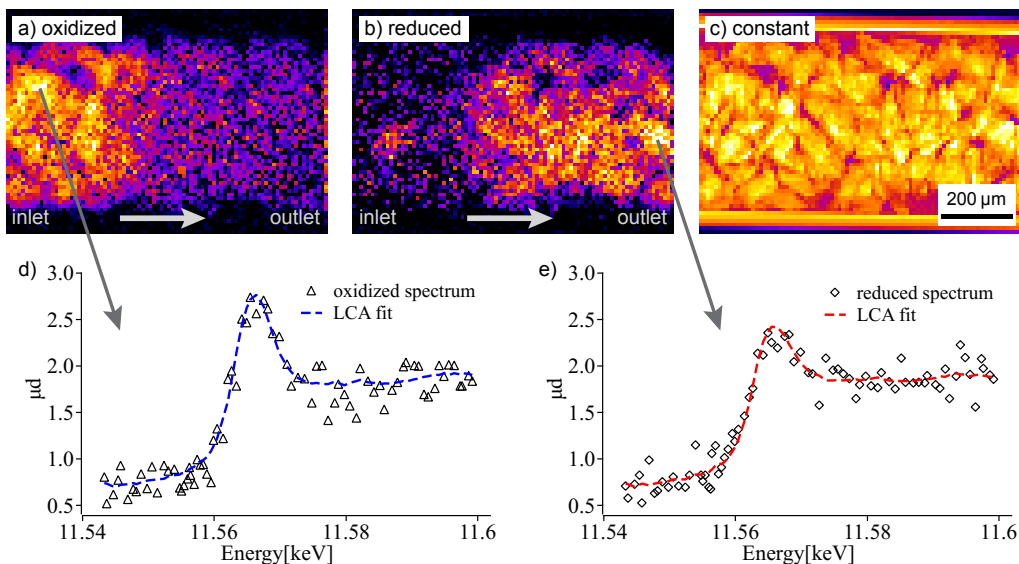 a) oxidized
b) reduced
c) constant
inlet
outlet
inlet
outlet
200 µm
d)
3.0
2.5
2.0
1.5
1.0
0.5
µd
oxidized spectrum
LCA fit
11.54
11.56
11.58
11.6
Energy[keV]
e)
3.0
2.5
2.0
1.5
1.0
0.5
µd
reduced spectrum
LCA fit
11.54
11.56
11.58
11.6
Energy[keV]